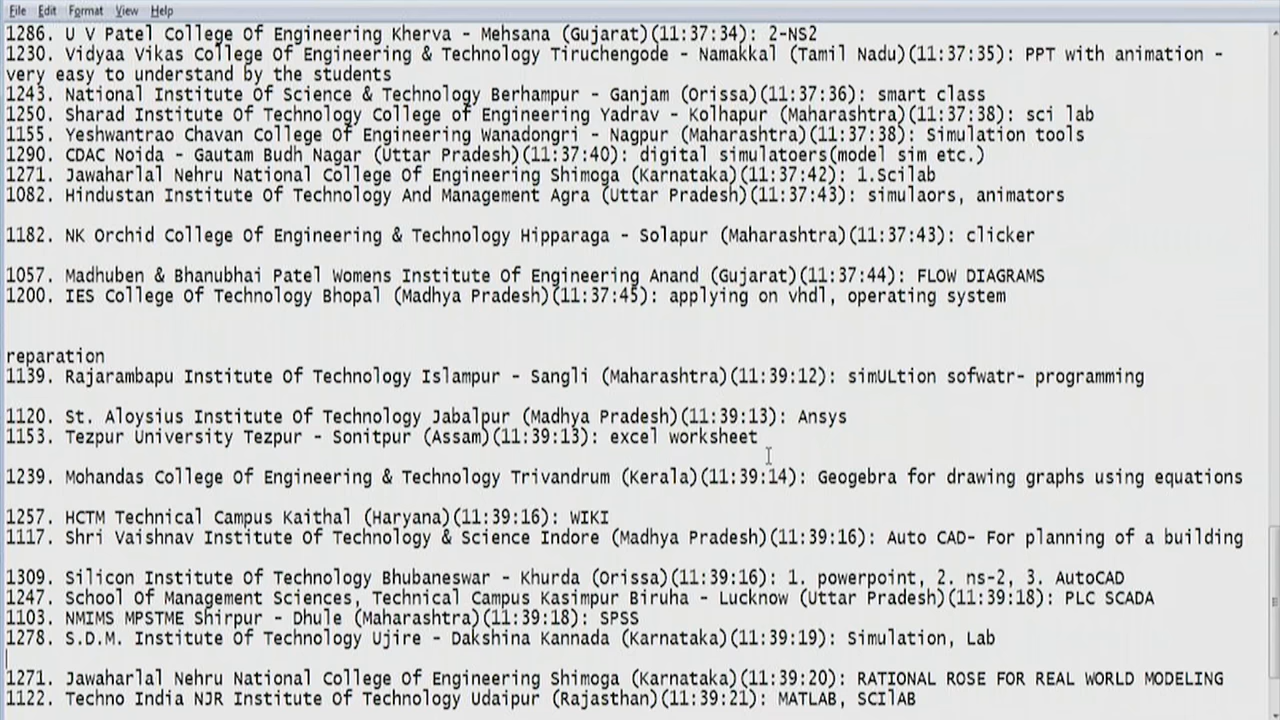 File Edit Format View Help
1286. U V Patel College Of Engineering Kherva - Mehsana (Gujarat)(11:37:34): 2-NS2
1230. Vidyaa Vikas College Of Engineering & Technology Tiruchengode - Namakkal (Tamil Nadu)(11:37:35): PPT with animation -
very easy to understand by the students
1243. National Institute Of Science & Technology Berhampur - Ganjam (Orissa)(11:37:36): smart class
1250. Sharad Institute Of Technology College of Engineering Yadrav - Kolhapur (Maharashtra)(11:37:38): sci lab
1155. Yeshwantrao Chavan College Of Engineering Wanadongri - Nagpur (Maharashtra)(11:37:38): Simulation tools
1290. CDAC Noida - Gautam Budh Nagar (Uttar Pradesh)(11:37:40): digital simulatoers(model sim etc.)
1271. Jawaharlal Nehru National College Of Engineering Shimoga (Karnataka)(11:37:42): 1.Scilab
1082. Hindustan Institute Of Technology And Management Agra (Uttar Pradesh)(11:37:43): simulaors, animators
1182. NK Orchid College Of Engineering & Technology Hipparaga - Solapur (Maharashtra)(11:37:43): clicker
1057. Madhuben & Bhanubhai Patel Womens Institute Of Engineering Anand (Gujarat)(11:37:44): FLOW DIAGRAMS
1200. IES College Of Technology Bhopal (Madhya Pradesh)(11:37:45): applying on vhdl, operating system
reparation
1139. Rajarambapu Institute Of Technology Islampur - Sangli (Maharashtra)(11:39:12): simULtion sofwatr- programming
1120. St. Aloysius Institute Of Technology Jabalpur (Madhya Pradesh)(11:39:13): Ansys
1153. Tezpur University Tezpur - Sonitpur (Assam)(11:39:13): excel worksheet
1239. Mohandas College Of Engineering & Technology Trivandrum (Kerala)(11:39:14): Geogebra for drawing graphs using equations
1257. HCTM Technical Campus Kaithal (Haryana)(11:39:16): WIKI
1117. Shri Vaishnav Institute Of Technology & Science Indore (Madhya Pradesh)(11:39:16): Auto CAD- For planning of a building
1309. Silicon Institute Of Technology Bhubaneswar - Khurda (Orissa)(11:39:16): 1. powerpoint, 2. ns-2, 3. AutoCAD
1247. School Of Management Sciences, Technical Campus Kasimpur Biruha - Lucknow (Uttar Pradesh)(11:39:18): PLC SCADA
1103. NMIMS MPSTME Shirpur - Dhule (Maharashtra)(11:39:18): SPSS
1278. S.D.M. Institute Of Technology Ujire - Dakshina Kannada (Karnataka)(11:39:19): Simulation, Lab
1271. Jawaharlal Nehru National College Of Engineering Shimoga (Karnataka)(11:39:20): RATIONAL ROSE FOR REAL WORLD MODELING
1122. Techno India NJR Institute Of Technology Udaipur (Rajasthan)(11:39:21): MATLAB, SCIlAB